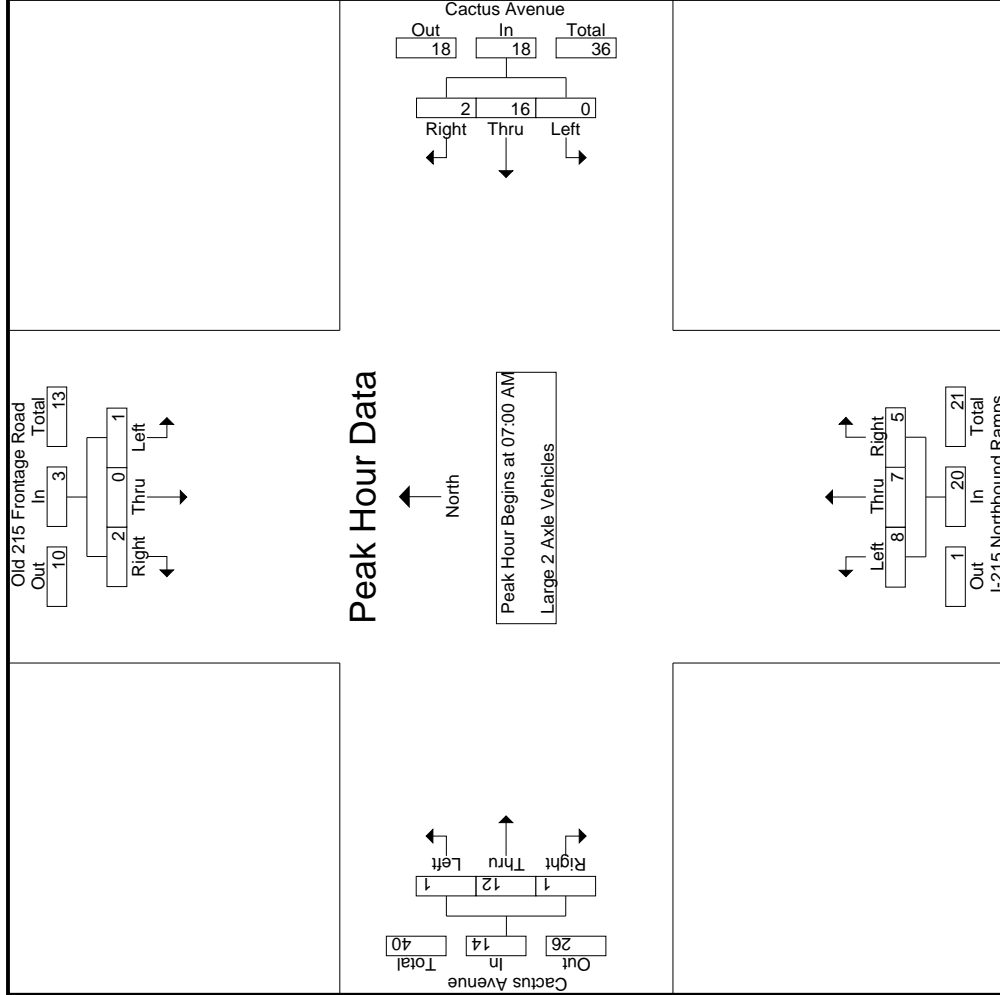 Cactus Avenue
Out In Total
18 18 36
2 16 0
Right Thru Left
Old 215 Frontage Road
Out In Total
10 3 13
2 0 1
Right Thru Left
Peak Hour Data
North
Peak Hour Begins at 07:00 AM
Large 2 Axle Vehicles
Left Thru Right
8 7 5
1 20 21
Out In Total
I-215 Northbound Ramps
Left Thru Right
1 12 1
40 14 26
Total In Out
Cactus Avenue